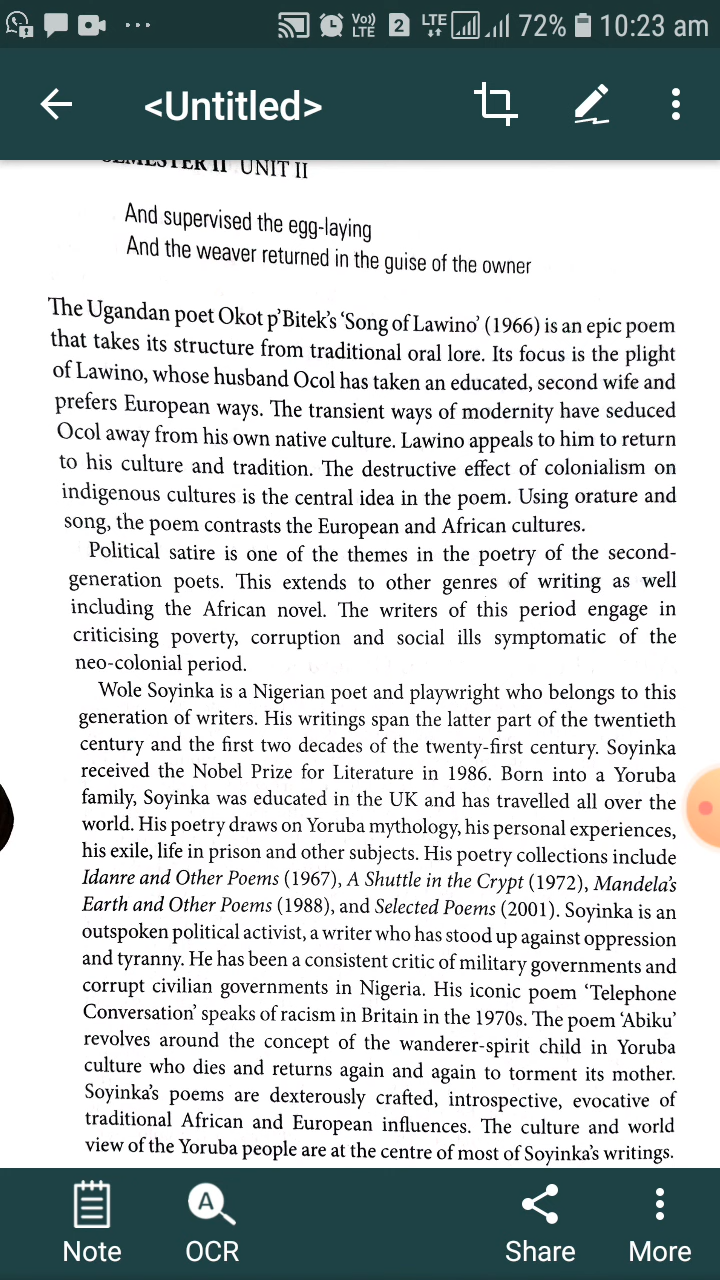 Vo))
LTE
2
LTE
72%
10:23 am
<Untitled>
SEMESTER II UNIT II
And supervised the egg-laying
And the weaver returned in the guise of the owner
The Ugandan poet Okot p'Bitek's 'Song of Lawino' (1966) is an epic poem
that takes its structure from traditional oral lore. Its focus is the plight
of Lawino, whose husband Ocol has taken an educated, second wife and
prefers European ways. The transient ways of modernity have seduced
Ocol away from his own native culture. Lawino appeals to him to return
to his culture and tradition. The destructive effect of colonialism on
indigenous cultures is the central idea in the poem. Using orature and
song, the poem contrasts the European and African cultures.
Political satire is one of the themes in the poetry of the second-
generation poets. This extends to other genres of writing as well
including the African novel. The writers of this period engage in
criticising poverty, corruption and social ills symptomatic of the
neo-colonial period.
Wole Soyinka is a Nigerian poet and playwright who belongs to this
generation of writers. His writings span the latter part of the twentieth
century and the first two decades of the twenty-first century. Soyinka
received the Nobel Prize for Literature in 1986. Born into a Yoruba
family, Soyinka was educated in the UK and has travelled all over the
world. His poetry draws on Yoruba mythology, his personal experiences,
his exile, life in prison and other subjects. His poetry collections include
Idanre and Other Poems (1967), A Shuttle in the Crypt (1972), Mandela's
Earth and Other Poems (1988), and Selected Poems (2001). Soyinka is an
outspoken political activist, a writer who has stood up against oppression
and tyranny. He has been a consistent critic of military governments and
corrupt civilian governments in Nigeria. His iconic poem 'Telephone
Conversation' speaks of racism in Britain in the 1970s. The poem 'Abiku'
revolves around the concept of the wanderer-spirit child in Yoruba
culture who dies and returns again and again to torment its mother.
Soyinka's poems are dexterously crafted, introspective, evocative of
traditional African and European influences. The culture and world
view of the Yoruba people are at the centre of most of Soyinka's writings.
Note
A
OCR
Share
More